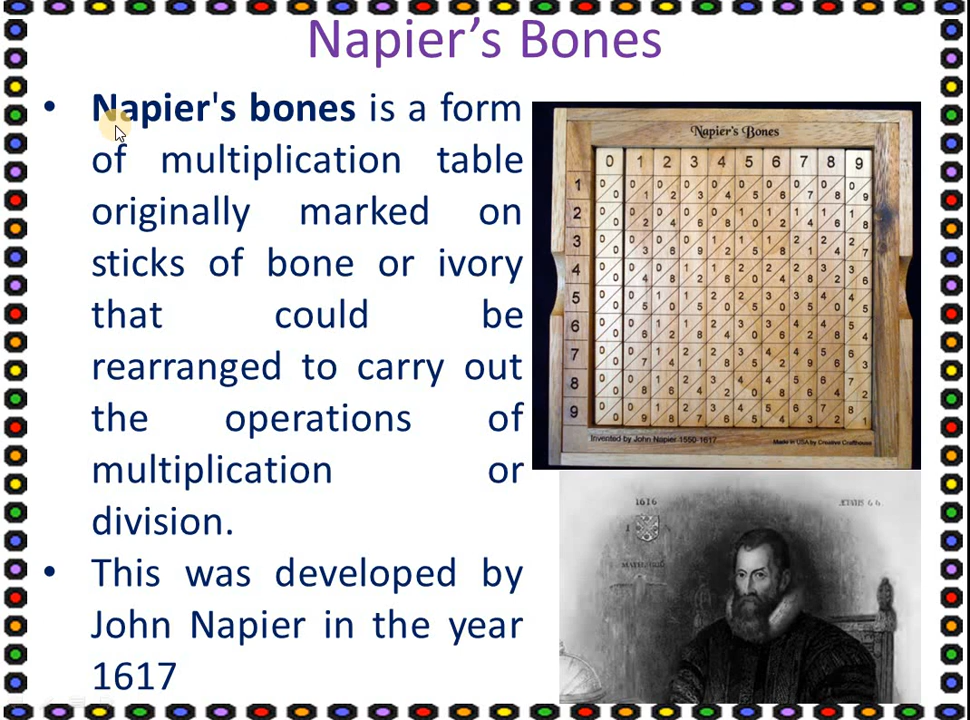 Napier's Bones
• Napier's bones is a form
of multiplication table
originally marked on
sticks of bone or ivory
that could be
rearranged to carry out
the operations of
multiplication or
division.
• This was developed by
John Napier in the year
1617
Napier's Bones
0 1 2 3 4 5 6 7 8 9
1
2
3
4
5
6
7
8
9
Invented by John Napier 1550-1617
Made in USA by Creative Crafthouse
1616